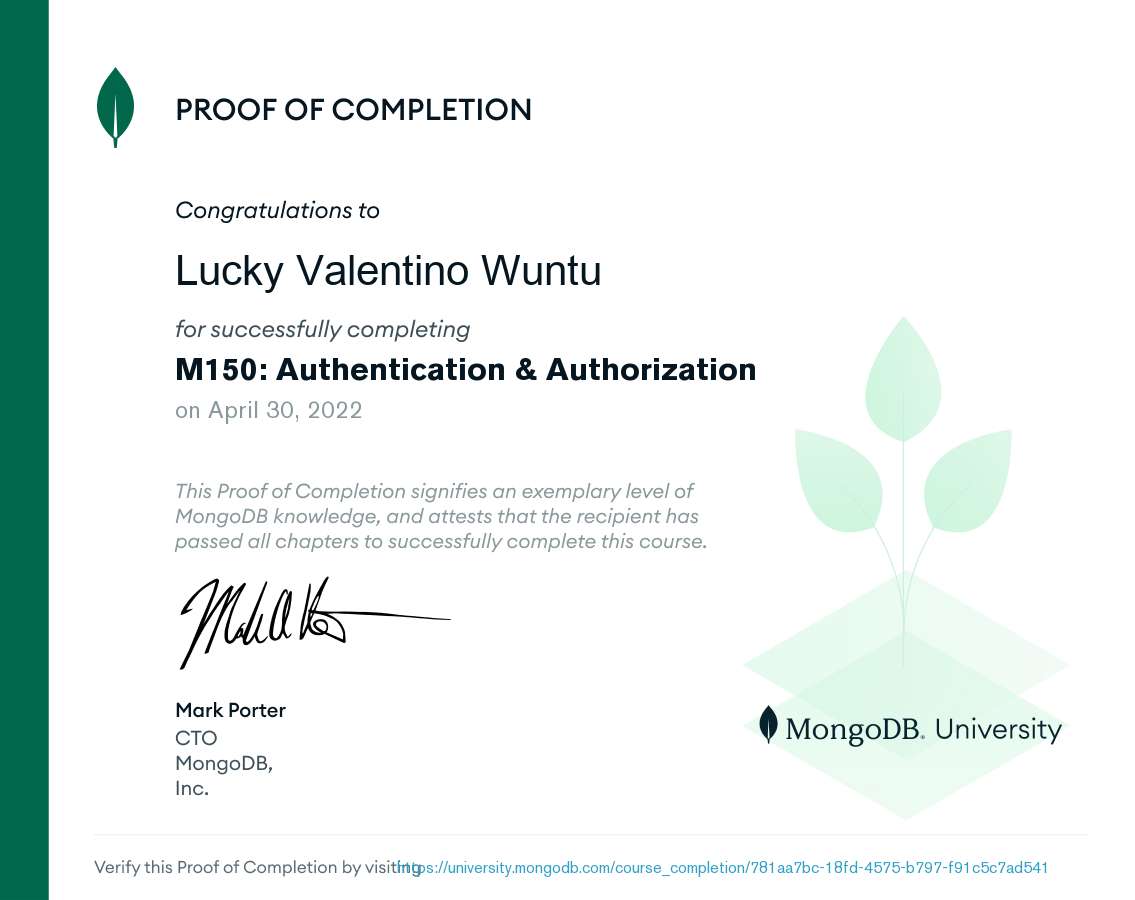 PROOF OF COMPLETION
Congratulations to
Lucky Valentino Wuntu
for successfully completing
M150: Authentication & Authorization
on April 30, 2022
This Proof of Completion signifies an exemplary level of
MongoDB knowledge, and attests that the recipient has
passed all chapters to successfully complete this course.
Mark Porter
CTO
MongoDB,
Inc.
MongoDB. University
Verify this Proof of Completion by visiting https://university.mongodb.com/course_completion/781aa7bc-18fd-4575-b797-f91c5c7ad541